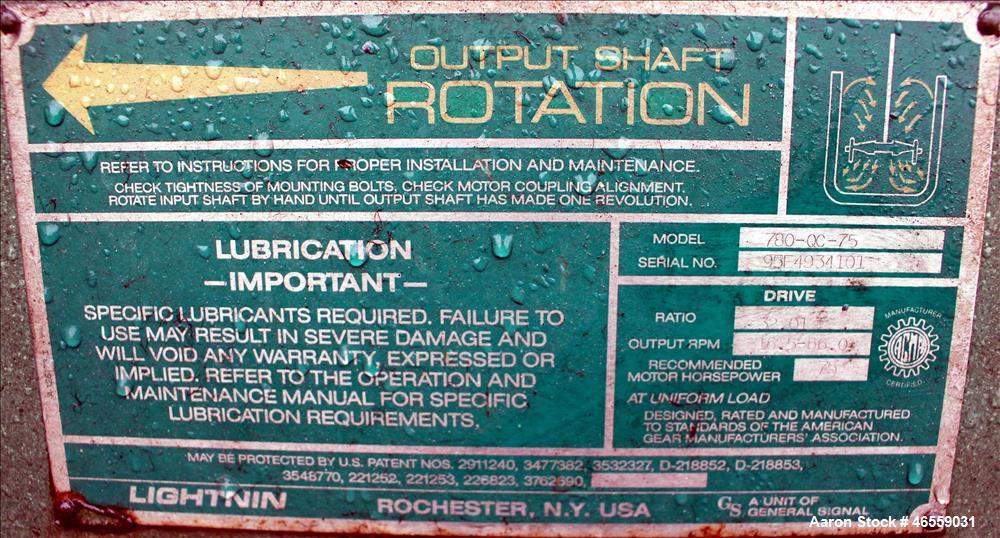 OUTPUT SHAFT
ROTATION
REFER TO INSTRUCTIONS FOR PROPER INSTALLATION AND MAINTENANCE.
CHECK TIGHTNESS OF MOUNTING BOLTS, CHECK MOTOR COUPLING ALIGNMENT.
ROTATE INPUT SHAFT BY HAND UNTIL OUTPUT SHAFT HAS MADE ONE REVOLUTION.
LUBRICATION
—IMPORTANT—
SPECIFIC LUBRICANTS REQUIRED. FAILURE TO
USE MAY RESULT IN SEVERE DAMAGE AND
WILL VOID ANY WARRANTY, EXPRESSED OR
IMPLIED. REFER TO THE OPERATION AND
MAINTENANCE MANUAL FOR SPECIFIC
LUBRICATION REQUIREMENTS.
MODEL 780-QC-75
SERIAL NO. 95F4934101
DRIVE
RATIO
OUTPUT RPM
RECOMMENDED
MOTOR HORSEPOWER 75
AT UNIFORM LOAD
DESIGNED, RATED AND MANUFACTURED
TO STANDARDS OF THE AMERICAN
GEAR MANUFACTURERS' ASSOCIATION.
MANUFACTURER
AGMA
CERTIFIED
MAY BE PROTECTED BY U.S. PATENT NOS. 2911240, 3477382, 3532327, D-218852, D-218853,
3548770, 221252, 221253, 226823, 3762690,
LIGHTNIN ROCHESTER, N.Y. USA GS A UNIT OF
GENERAL SIGNAL
Aaron Stock # 46559031